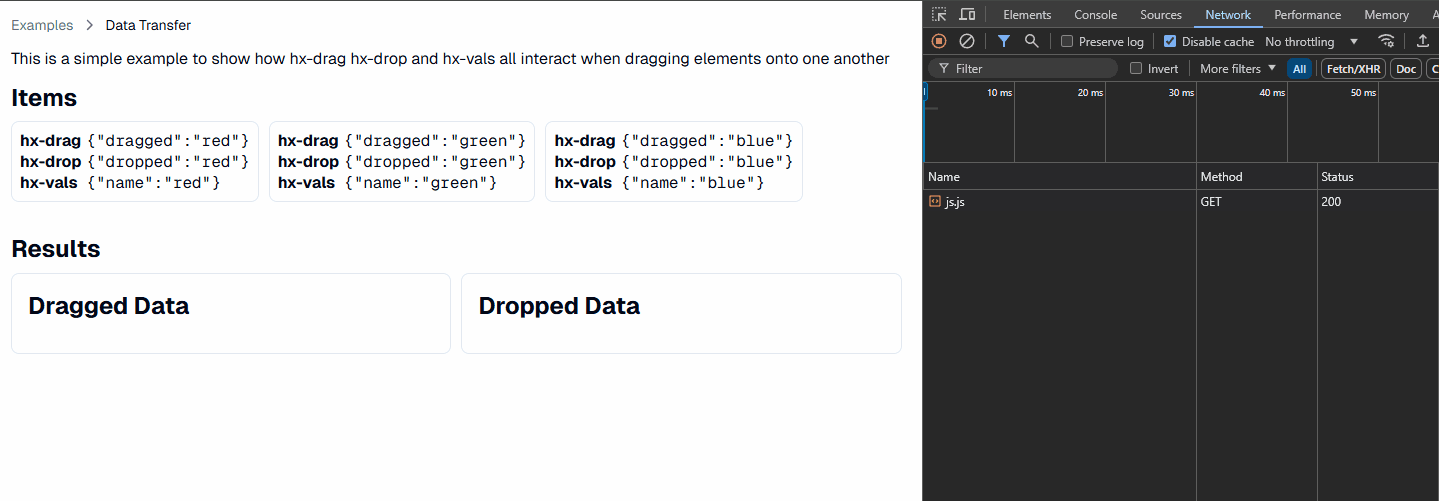 Examples > Data Transfer
This is a simple example to show how hx-drag hx-drop and hx-vals all interact when dragging elements onto one another
Items
hx-drag {"dragged":"red"}
hx-drop {"dropped":"red"}
hx-vals {"name":"red"}
hx-drag {"dragged":"green"}
hx-drop {"dropped":"green"}
hx-vals {"name":"green"}
hx-drag {"dragged":"blue"}
hx-drop {"dropped":"blue"}
hx-vals {"name":"blue"}
Results
Dragged Data
Dropped Data
Elements Console Sources Network Performance Memory A
Preserve log Disable cache No throttling
Filter Invert More filters All Fetch/XHR Doc C
10 ms 20 ms 30 ms 40 ms 50 ms
Name Method Status
js.js GET 200